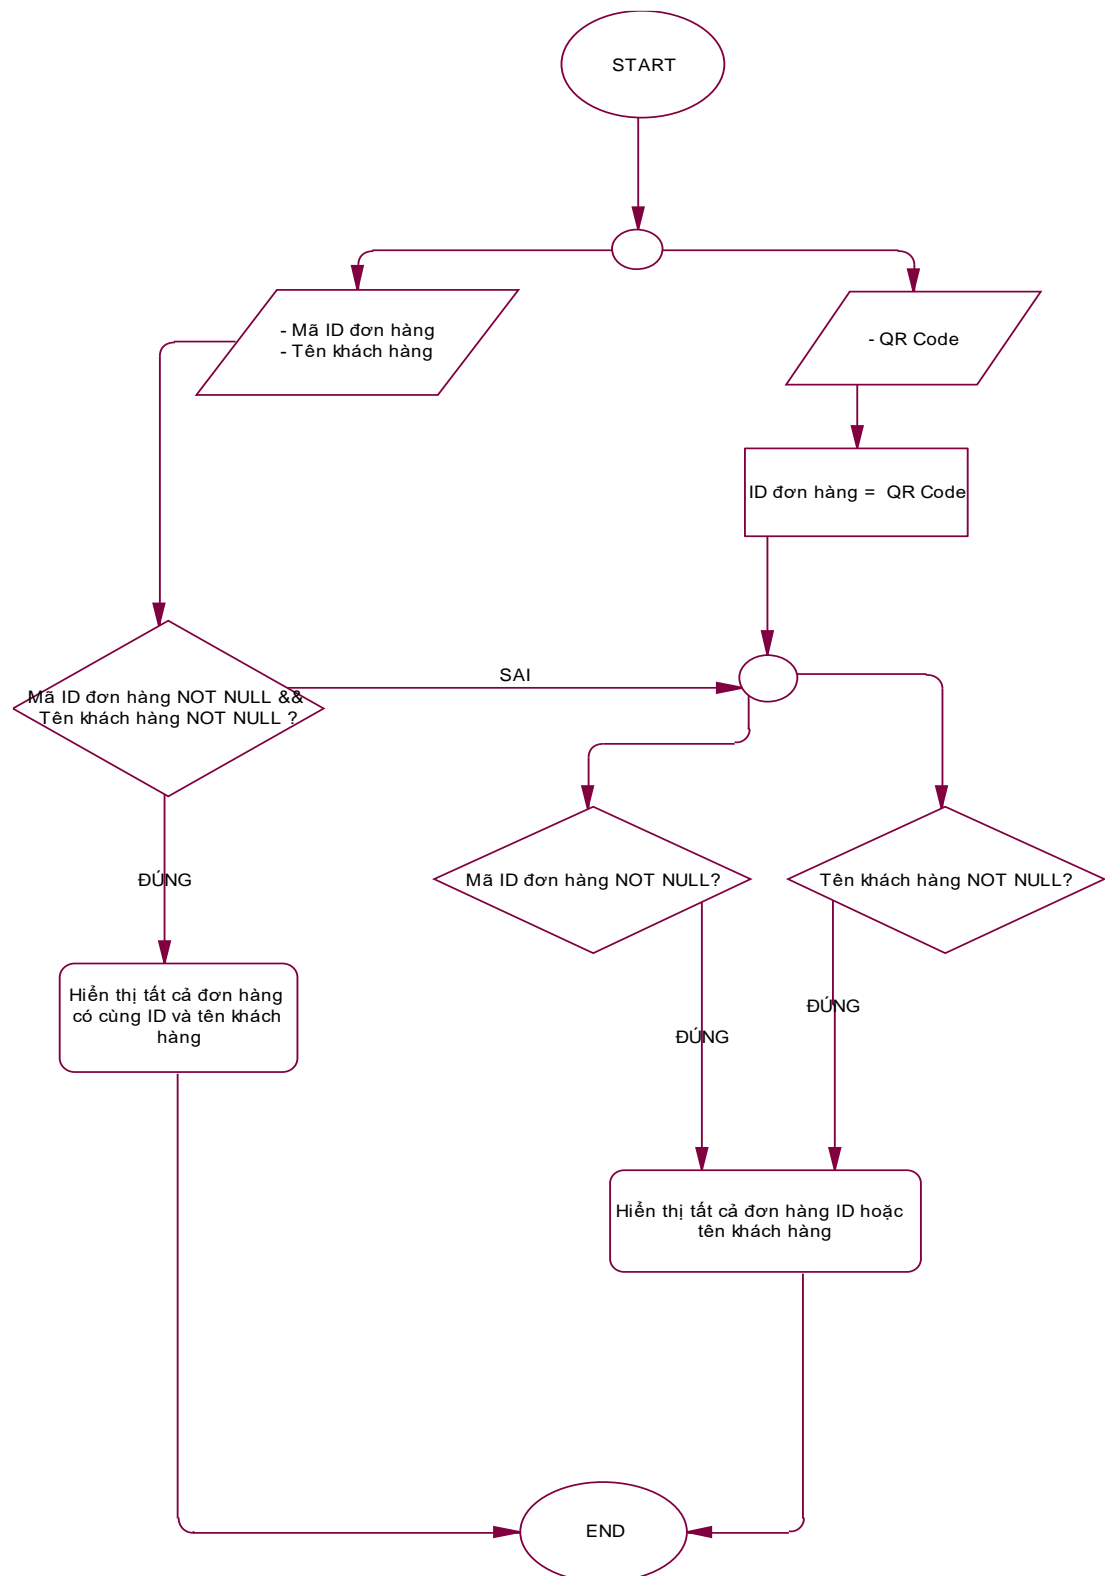 START
- Mã ID đơn hàng
- Tên khách hàng
- QR Code
ID đơn hàng = QR Code
Mã ID đơn hàng NOT NULL &&
Tên khách hàng NOT NULL ?
SAI
ĐÚNG
Mã ID đơn hàng NOT NULL?
Tên khách hàng NOT NULL?
Hiển thị tất cả đơn hàng
có cùng ID và tên khách
hàng
ĐÚNG
ĐÚNG
Hiển thị tất cả đơn hàng ID hoặc
tên khách hàng
END